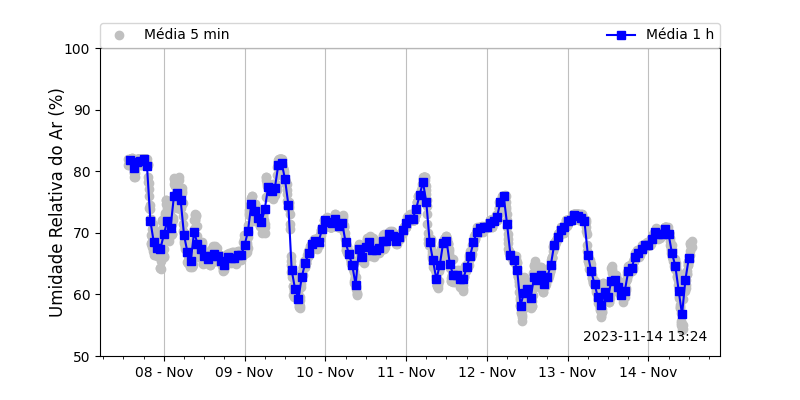 Média 5 min
Média 1 h
Umidade Relativa do Ar (%)
100
90
80
70
60
50
2023-11-14 13:24
08 - Nov
09 - Nov
10 - Nov
11 - Nov
12 - Nov
13 - Nov
14 - Nov